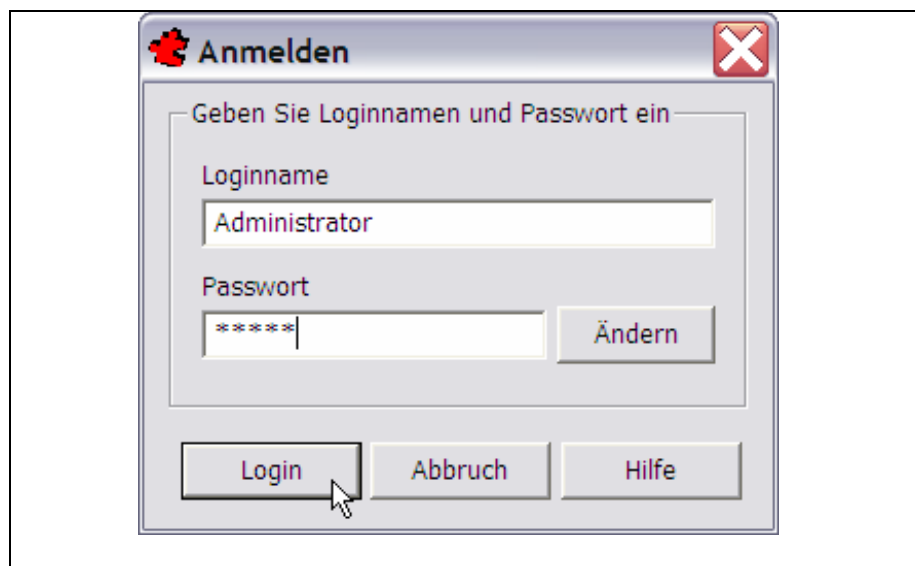 Anmelden
Geben Sie Loginnamen und Passwort ein
Loginname
Administrator
Passwort
*****
Ändern
Login
Abbruch
Hilfe